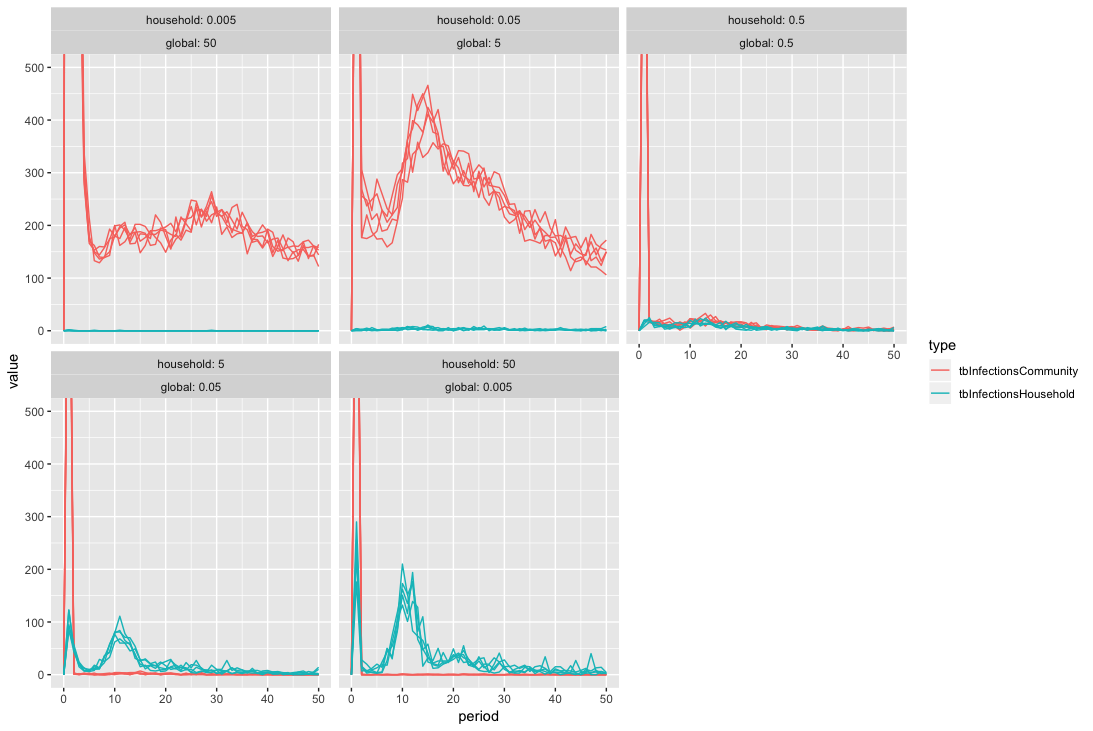 household: 0.005
household: 0.05
household: 0.5
global: 50
global: 5
global: 0.5
500
400
300
200
100
0
0 10 20 30 40 50
household: 5
household: 50
global: 0.05
global: 0.005
500
400
300
200
100
0
0 10 20 30 40 50
0 10 20 30 40 50
value
period
type
tbInfectionsCommunity
tbInfectionsHousehold